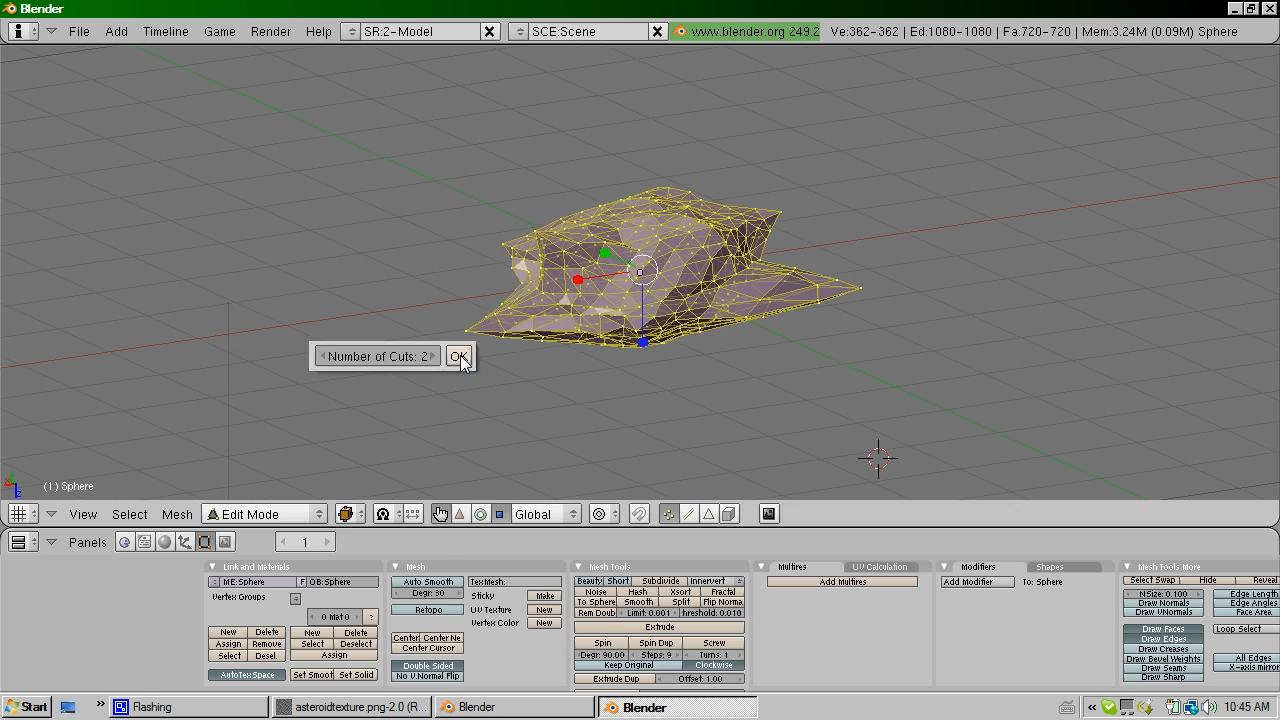 Blender
File Add Timeline Game Render Help SR:2-Model SCE:Scene www.blender.org 249.2 Ve:362-362 | Ed:1080-1080 | Fa:720-720 | Mem:3.24M (0.09M) Sphere
Number of Cuts: 2 OK
(1) Sphere
View Select Mesh Edit Mode Global
Panels 1
Link and Materials
ME:Sphere F OB:Sphere
Vertex Groups
0 Mat 0 ?
New Delete New Delete
Assign Remove Select Deselect
Select Desel. Assign
AutoTexSpace Set Smoot Set Solid
Mesh
Auto Smooth TexMesh:
Degr: 30 Sticky Make
Retopo UV Texture New
Vertex Color New
Center Center Ne
Center Cursor
Double Sided
No V.Normal Flip
Mesh Tools
Beauty Short Subdivide Innervert
Noise Hash Xsort Fractal
To Sphere Smooth Split Flip Norma
Rem Doub Limit: 0.001 hreshold: 0.010
Extrude
Spin Spin Dup Screw
Degr: 90.00 Steps: 9 Turns: 1
Keep Original Clockwise
Extrude Dup Offset: 1.00
Multires UV Calculation
Add Multires
Modifiers Shapes
Add Modifier To: Sphere
Mesh Tools More
Select Swap Hide Reveal
NSize: 0.100 Edge Length
Draw Normals Edge Angles
Draw VNormals Face Area
Draw Faces Loop Select
Draw Edges
Draw Creases
Draw Bevel Weights All Edges
Draw Seams X-axis mirror
Draw Sharp
Start Flashing asteroidtexture.png-2.0 (R... Blender Blender 10:45 AM